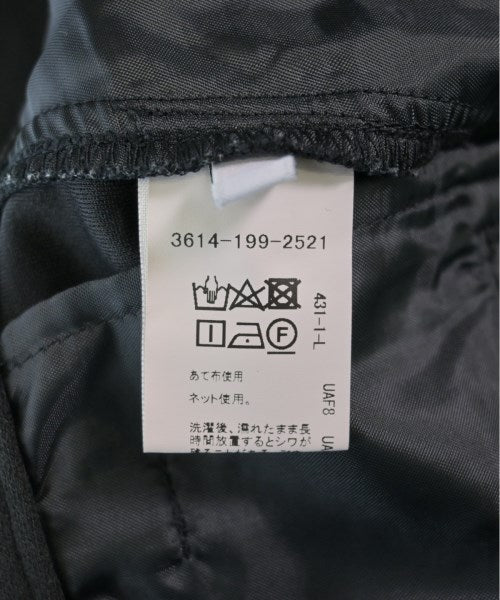 3614-199-2521
F
あて布使用
ネット使用。
洗濯後、濡れたまま長
時間放置するとシワが
431-1-L
UAF8 UA